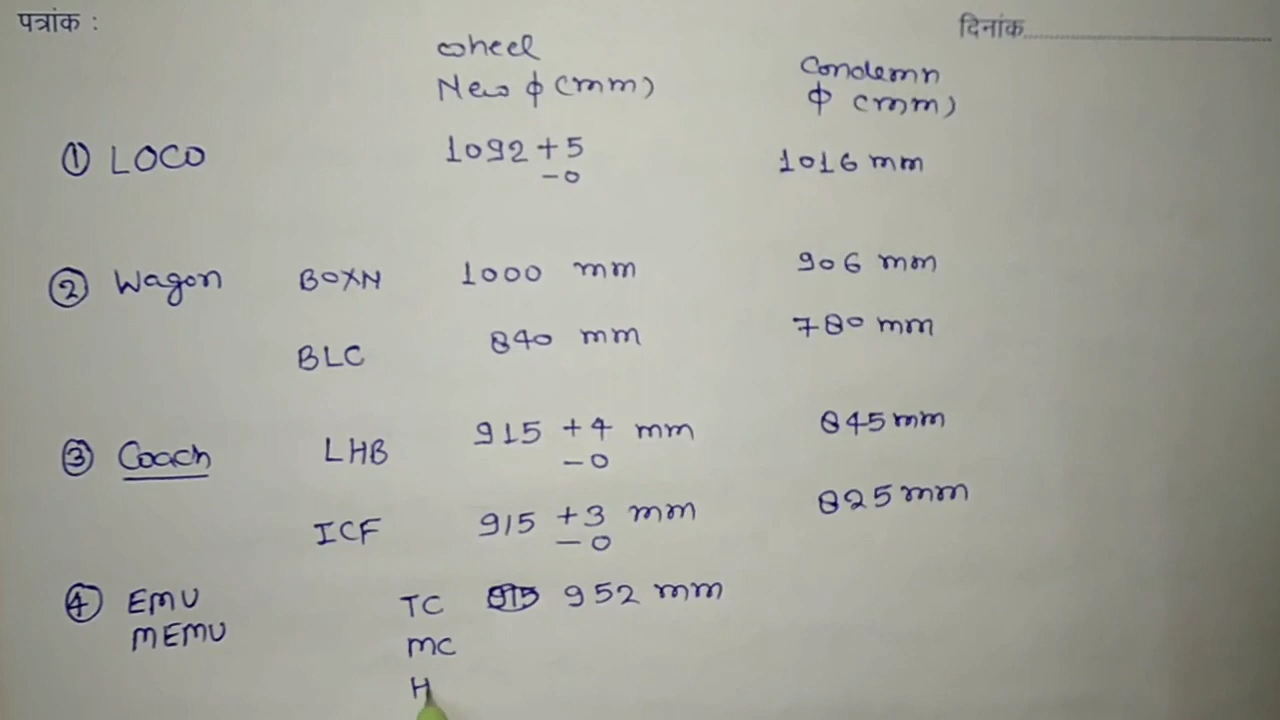 पत्रांक :
दिनांक
wheel
New ϕ (mm)
Condemn
ϕ (mm)
① LOCO 1092 +5 1016 mm
-0
② Wagon BOXN 1000 mm 906 mm
BLC 840 mm 780 mm
③ Coach LHB 915 +4 mm 845 mm
-0
ICF 915 +3 mm 825 mm
-0
④ EMU TC 952 mm
MEMU MC
H